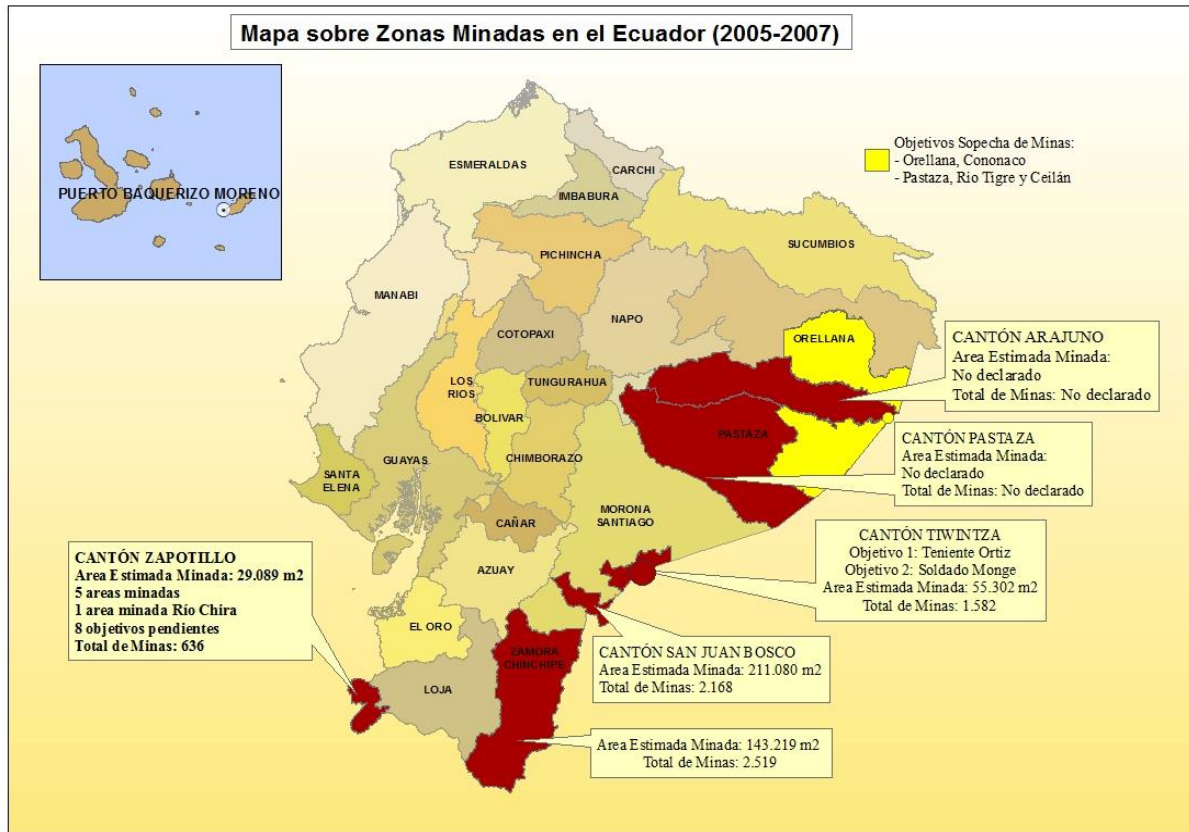 Mapa sobre Zonas Minadas en el Ecuador (2005-2007)
PUERTO BAQUERIZO MORENO
Objetivos Sopecha de Minas:
- Orellana, Cononaco
- Pastaza, Rio Tigre y Ceilán
ESMERALDAS
CARCHI
IMBABURA
SUCUMBIOS
PICHINCHA
MANABI
NAPO
COTOPAXI
ORELLANA
LOS
RIOS
TUNGURAHUA
BOLIVAR
PASTAZA
CHIMBORAZO
GUAYAS
SANTA
ELENA
MORONA
SANTIAGO
CAÑAR
AZUAY
EL ORO
ZAMORA
CHINCHIPE
LOJA
CANTÓN ARAJUNO
Area Estimada Minada:
No declarado
Total de Minas: No declarado
CANTÓN PASTAZA
Area Estimada Minada:
No declarado
Total de Minas: No declarado
CANTÓN TIWINTZA
Objetivo 1: Teniente Ortiz
Objetivo 2: Soldado Monge
Area Estimada Minada: 55.302 m2
Total de Minas: 1.582
CANTÓN ZAPOTILLO
Area Estimada Minada: 29.089 m2
5 areas minadas
1 area minada Río Chira
8 objetivos pendientes
Total de Minas: 636
CANTÓN SAN JUAN BOSCO
Area Estimada Minada: 211.080 m2
Total de Minas: 2.168
Area Estimada Minada: 143.219 m2
Total de Minas: 2.519